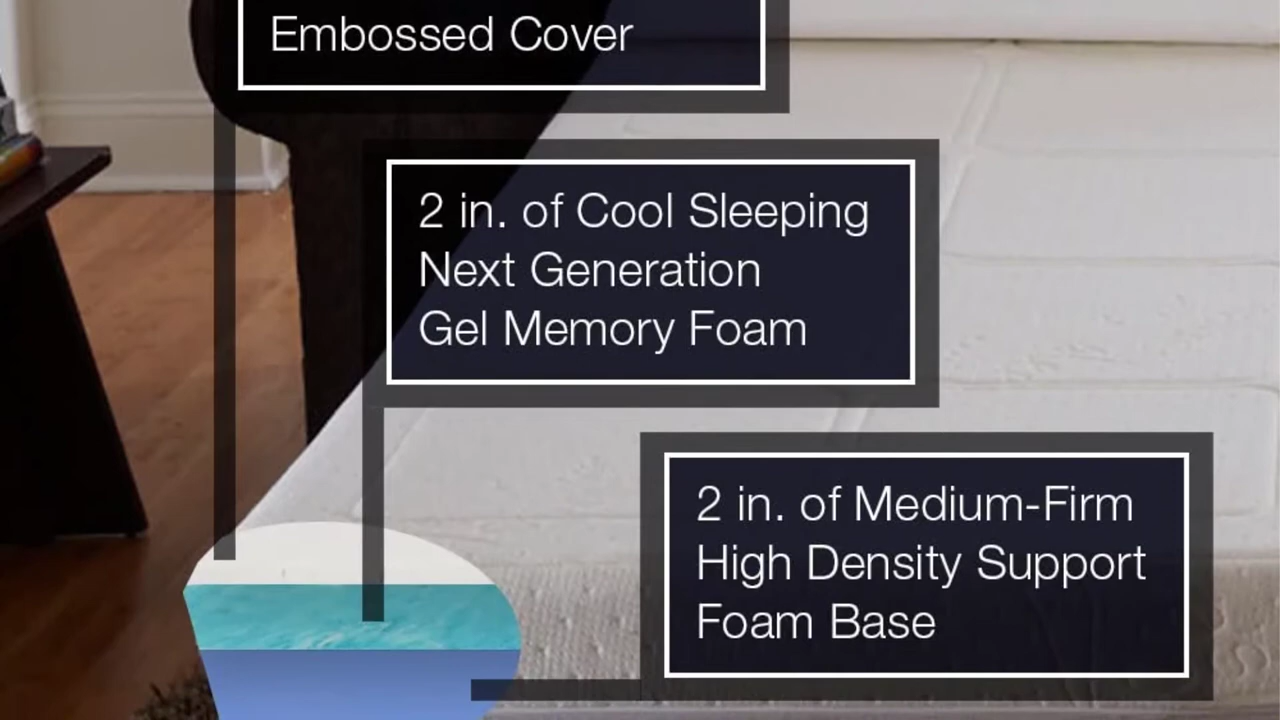 Embossed Cover
2 in. of Cool Sleeping
Next Generation
Gel Memory Foam
2 in. of Medium-Firm
High Density Support
Foam Base